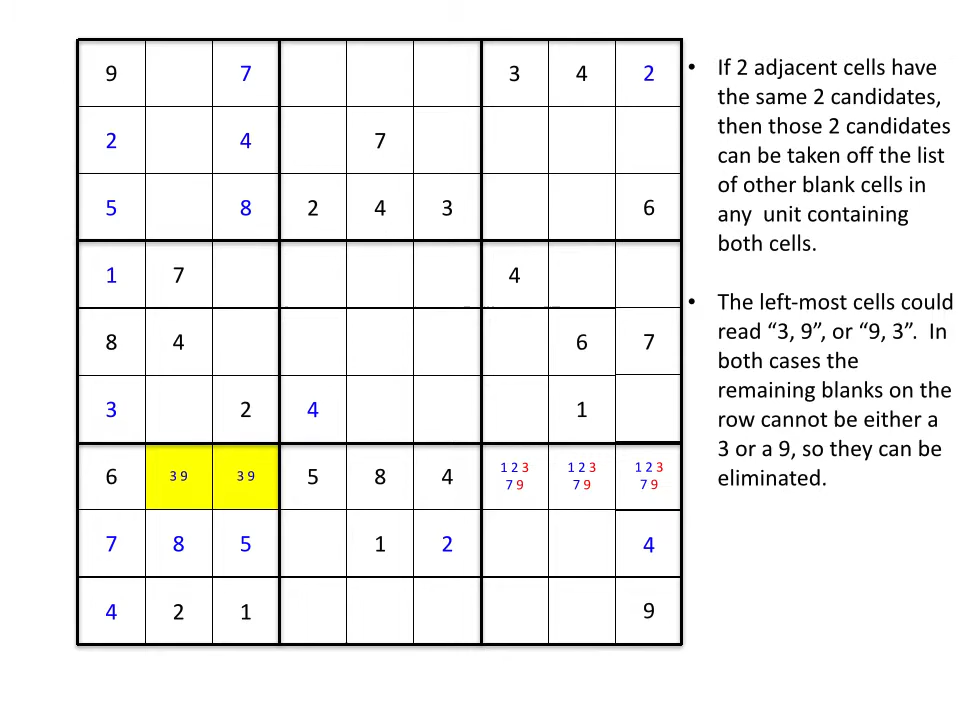 9 7 3 4 2
2 4 7
5 8 2 4 3 6
1 7 4
8 4 6 7
3 2 4 1
6 3 9 3 9 5 8 4 1 2 3 1 2 3 1 2 3
7 9 7 9 7 9
7 8 5 1 2 4
4 2 1 9
• If 2 adjacent cells have
the same 2 candidates,
then those 2 candidates
can be taken off the list
of other blank cells in
any unit containing
both cells.
• The left-most cells could
read “3, 9”, or “9, 3”. In
both cases the
remaining blanks on the
row cannot be either a
3 or a 9, so they can be
eliminated.